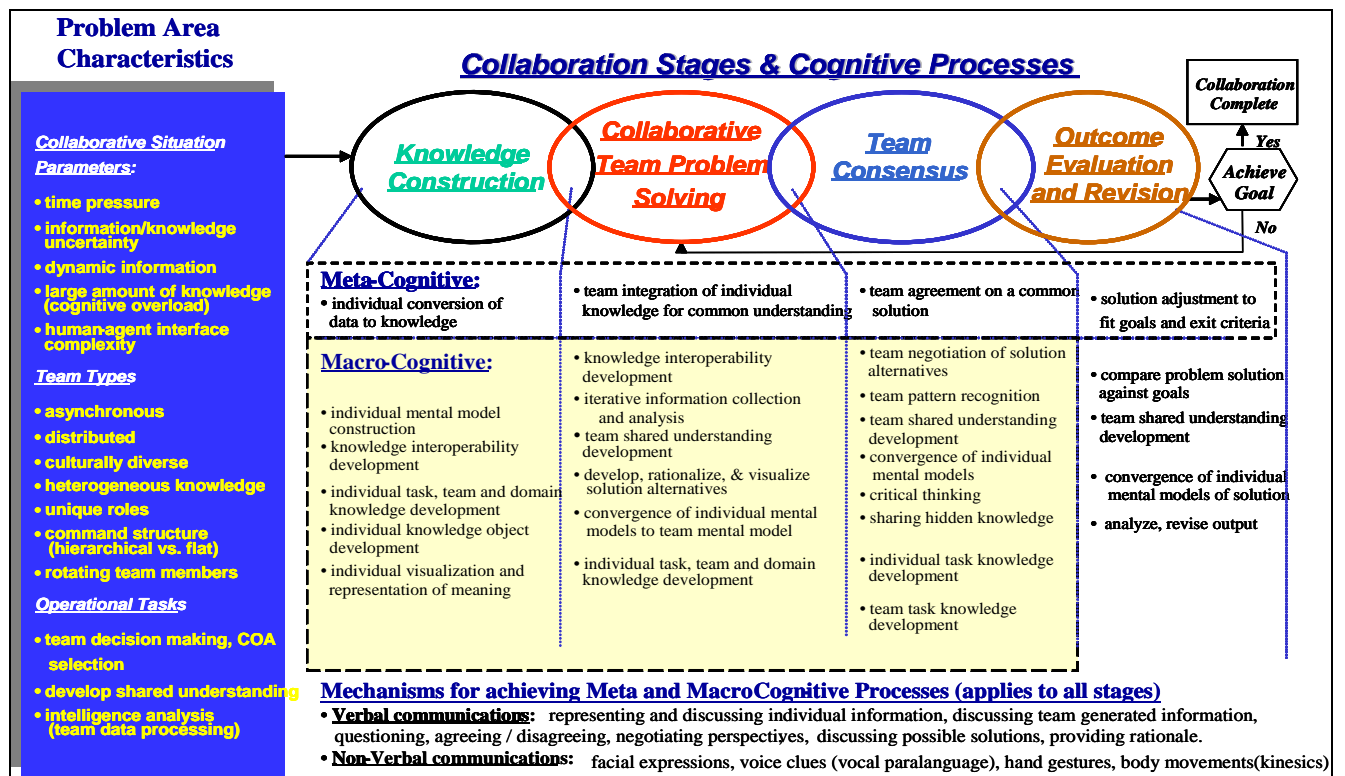 Problem Area
Characteristics
Collaborative Situation
Parameters:
• time pressure
• information/knowledge
uncertainty
• dynamic information
• large amount of knowledge
(cognitive overload)
• human-agent interface
complexity
Team Types
• asynchronous
• distributed
• culturally diverse
• heterogeneous knowledge
• unique roles
• command structure
(hierarchical vs. flat)
• rotating team members
Operational Tasks
• team decision making, COA
selection
• develop shared understanding
• intelligence analysis
(team data processing)
Collaboration Stages & Cognitive Processes
Knowledge
Construction
Collaborative
Team Problem
Solving
Team
Consensus
Outcome
Evaluation
and Revision
Collaboration
Complete
Yes
Achieve
Goal
No
Meta-Cognitive:
• individual conversion of
data to knowledge
• team integration of individual
knowledge for common understanding
• team agreement on a common
solution
• solution adjustment to
fit goals and exit criteria
Macro-Cognitive:
• individual mental model
construction
• knowledge interoperability
development
• individual task, team and domain
knowledge development
• individual knowledge object
development
• individual visualization and
representation of meaning
• knowledge interoperability
development
• iterative information collection
and analysis
• team shared understanding
development
• develop, rationalize, & visualize
solution alternatives
• convergence of individual mental
models to team mental model
• individual task, team and domain
knowledge development
• team negotiation of solution
alternatives
• team pattern recognition
• team shared understanding
development
• convergence of individual
mental models
• critical thinking
• sharing hidden knowledge
• individual task knowledge
development
• team task knowledge
development
• compare problem solution
against goals
• team shared understanding
development
• convergence of individual
mental models of solution
• analyze, revise output
Mechanisms for achieving Meta and MacroCognitive Processes (applies to all stages)
• Verbal communications: representing and discussing individual information, discussing team generated information,
questioning, agreeing / disagreeing, negotiating perspectives, discussing possible solutions, providing rationale.
• Non-Verbal communications: facial expressions, voice clues (vocal paralanguage), hand gestures, body movements(kinesics)